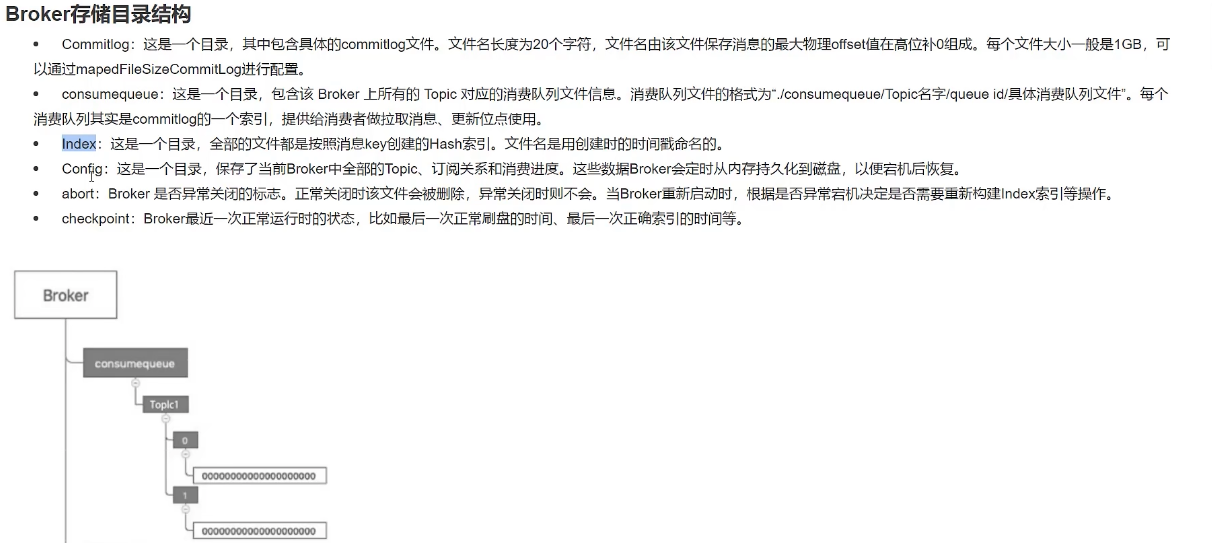 Broker存储目录结构
• Commitlog：这是一个目录，其中包含具体的commitlog文件。文件名长度为20个字符，文件名由该文件保存消息的最大物理offset值在高位补0组成。每个文件大小一般是1GB，可
以通过mapedFileSizeCommitLog进行配置。
• consumequeue：这是一个目录，包含该 Broker 上所有的 Topic 对应的消费队列文件信息。消费队列文件的格式为“./consumequeue/Topic名字/queue id/具体消费队列文件”。每个
消费队列其实是commitlog的一个索引，提供给消费者做拉取消息、更新位点使用。
• Index：这是一个目录，全部的文件都是按照消息key创建的Hash索引。文件名是用创建时的时间戳命名的。
• Config：这是一个目录，保存了当前Broker中全部的Topic、订阅关系和消费进度。这些数据Broker会定时从内存持久化到磁盘，以便宕机后恢复。
• abort：Broker 是否异常关闭的标志。正常关闭时该文件会被删除，异常关闭时则不会。当Broker重新启动时，根据是否异常宕机决定是否需要重新构建Index索引等操作。
• checkpoint：Broker最近一次正常运行时的状态，比如最后一次正常刷盘的时间、最后一次正确索引的时间等。
Broker
consumequeue
Topic1
0
00000000000000000000
1
00000000000000000000